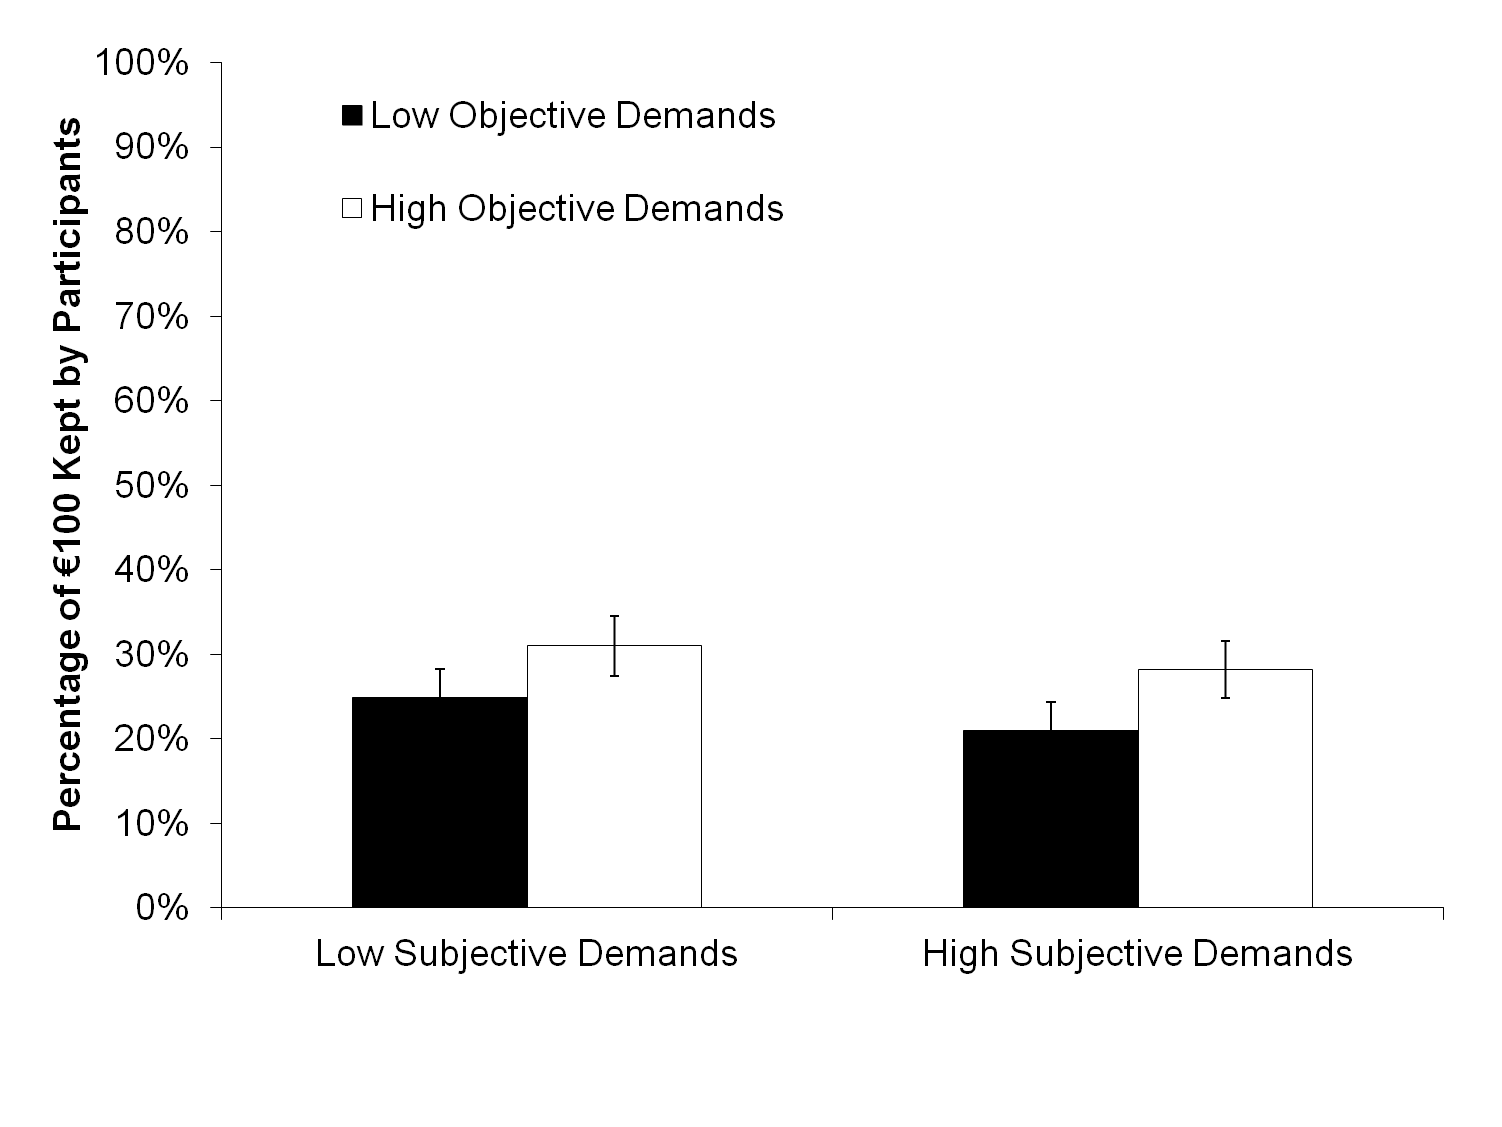 Percentage of €100 Kept by Participants
100%
90%
80%
70%
60%
50%
40%
30%
20%
10%
0%
Low Objective Demands
High Objective Demands
Low Subjective Demands
High Subjective Demands